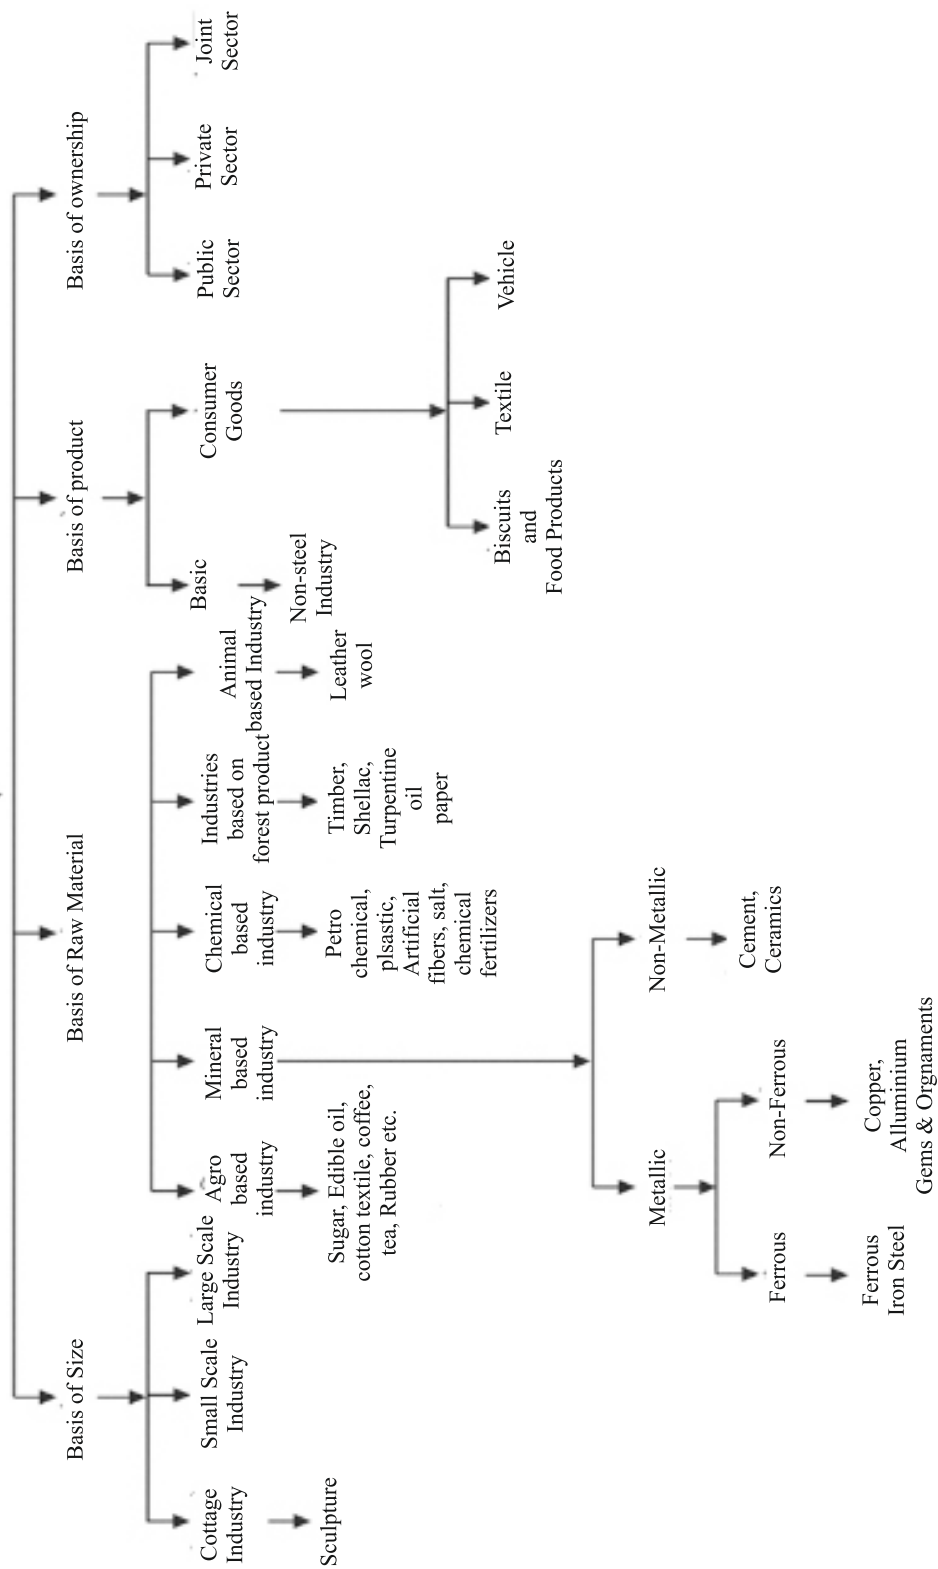 Basis of Size
Basis of Raw Material
Basis of product
Basis of ownership
Cottage
Industry
Small Scale
Industry
Large Scale
Industry
Agro
based
industry
Mineral
based
industry
Chemical
based
industry
Industries
based on
forest product
Animal
based Industry
Basic
Consumer
Goods
Public
Sector
Private
Sector
Joint
Sector
Sculpture
Sugar, Edible oil,
cotton textile, coffee,
tea, Rubber etc.
Petro
chemical,
plsastic,
Artificial
fibers, salt,
chemical
fertilizers
Timber,
Shellac,
Turpentine
oil
paper
Leather
wool
Non-steel
Industry
Biscuits
and
Food Products
Textile
Vehicle
Metallic
Non-Metallic
Ferrous
Non-Ferrous
Cement,
Ceramics
Ferrous
Iron Steel
Copper,
Alluminium
Gems & Orgnaments